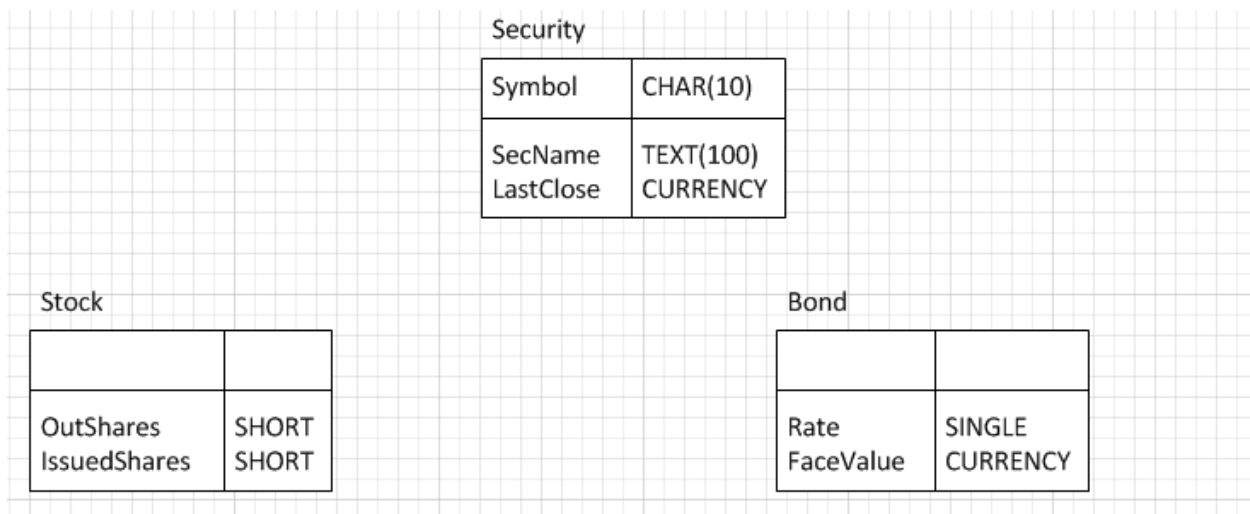 Security
Symbol CHAR(10)
SecName TEXT(100)
LastClose CURRENCY
Stock
OutShares SHORT
IssuedShares SHORT
Bond
Rate SINGLE
FaceValue CURRENCY